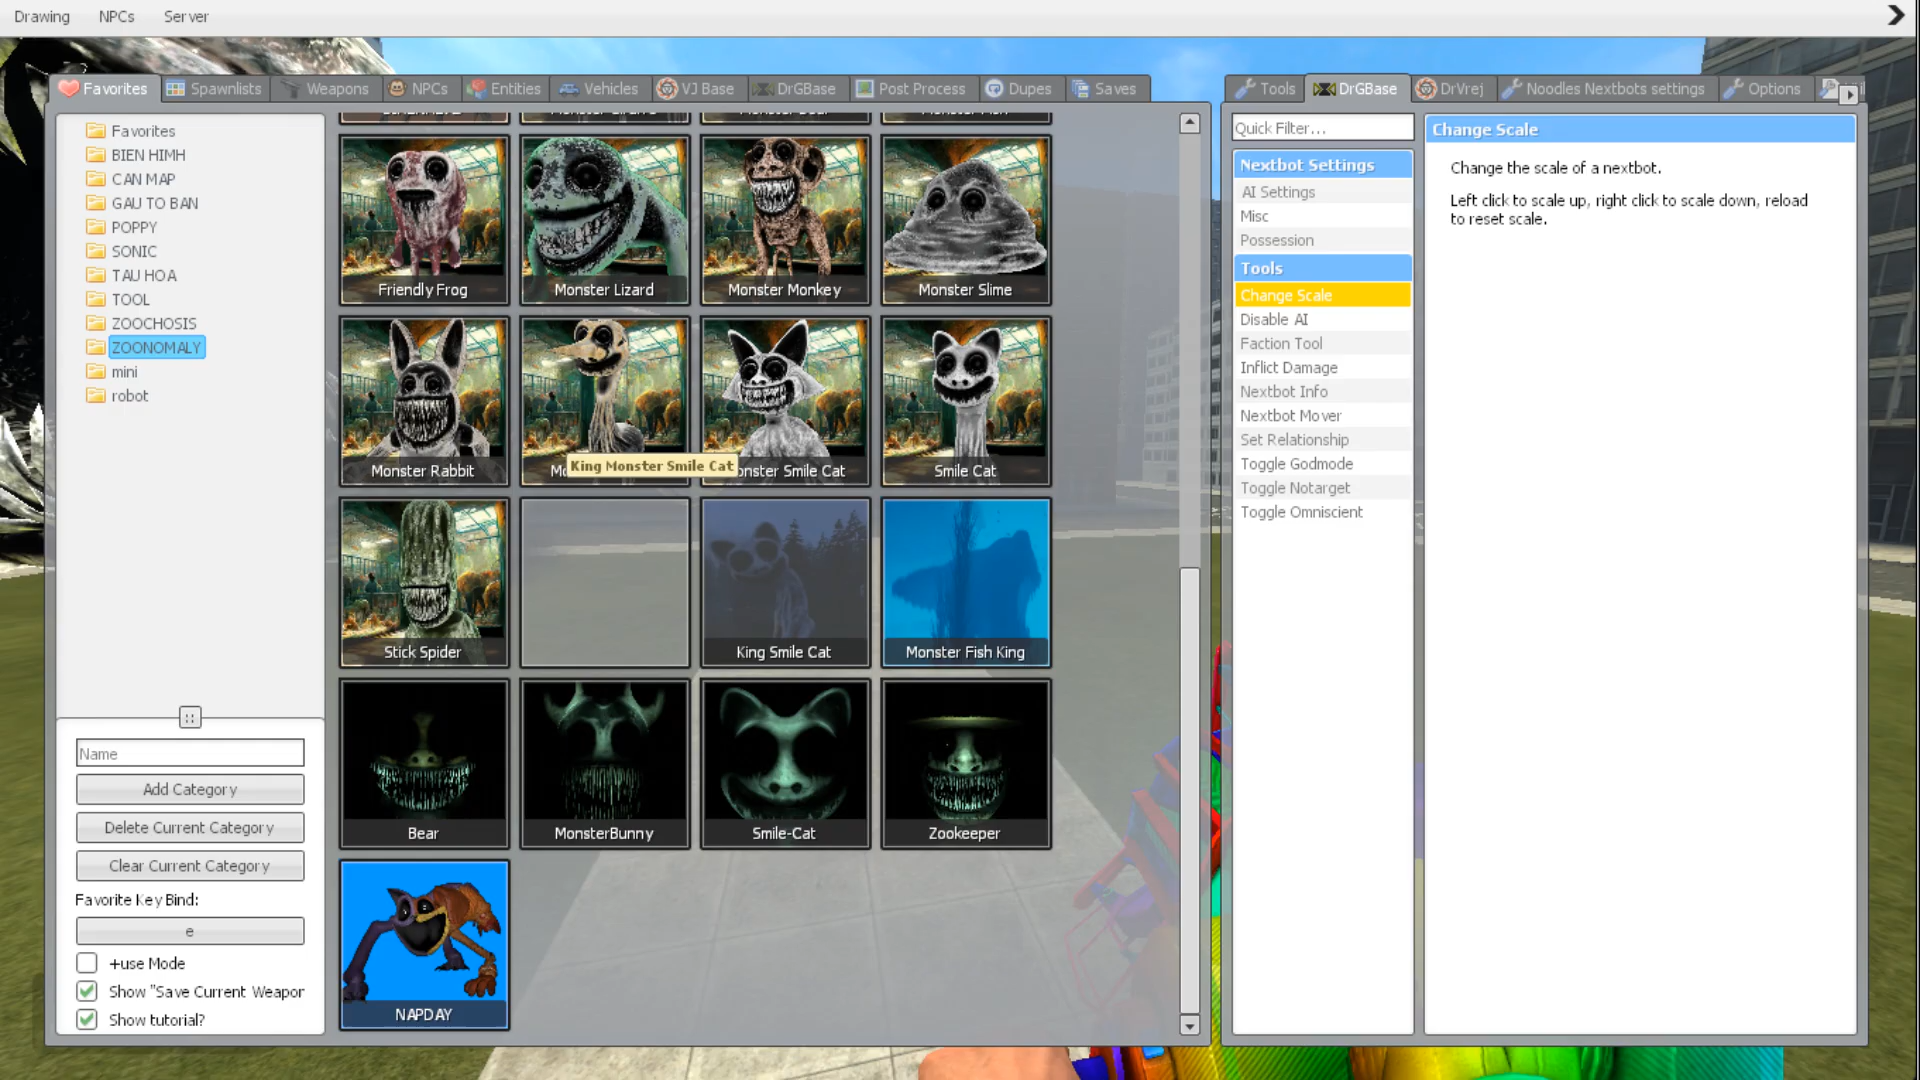 Drawing NPCs Server
Favorites Spawnlists Weapons NPCs Entities Vehicles VJ Base DrGBase Post Process Dupes Saves
Tools DrGBase DrVrej Noodles Nextbots settings Options
Favorites
BIEN HIMH
CAN MAP
GAU TO BAN
POPPY
SONIC
TAU HOA
TOOL
ZOOCHOSIS
ZOONOMALY
mini
robot
Name
Add Category
Delete Current Category
Clear Current Category
Favorite Key Bind:
e
+use Mode
Show "Save Current Weapor
Show tutorial?
Friendly Frog Monster Lizard Monster Monkey Monster Slime
Monster Rabbit Mo King Monster Smile Cat onster Smile Cat Smile Cat
Stick Spider King Smile Cat Monster Fish King
Bear MonsterBunny Smile-Cat Zookeeper
NAPDAY
Quick Filter...
Nextbot Settings
AI Settings
Misc
Possession
Tools
Change Scale
Disable AI
Faction Tool
Inflict Damage
Nextbot Info
Nextbot Mover
Set Relationship
Toggle Godmode
Toggle Notarget
Toggle Omniscient
Change Scale
Change the scale of a nextbot.
Left click to scale up, right click to scale down, reload
to reset scale.